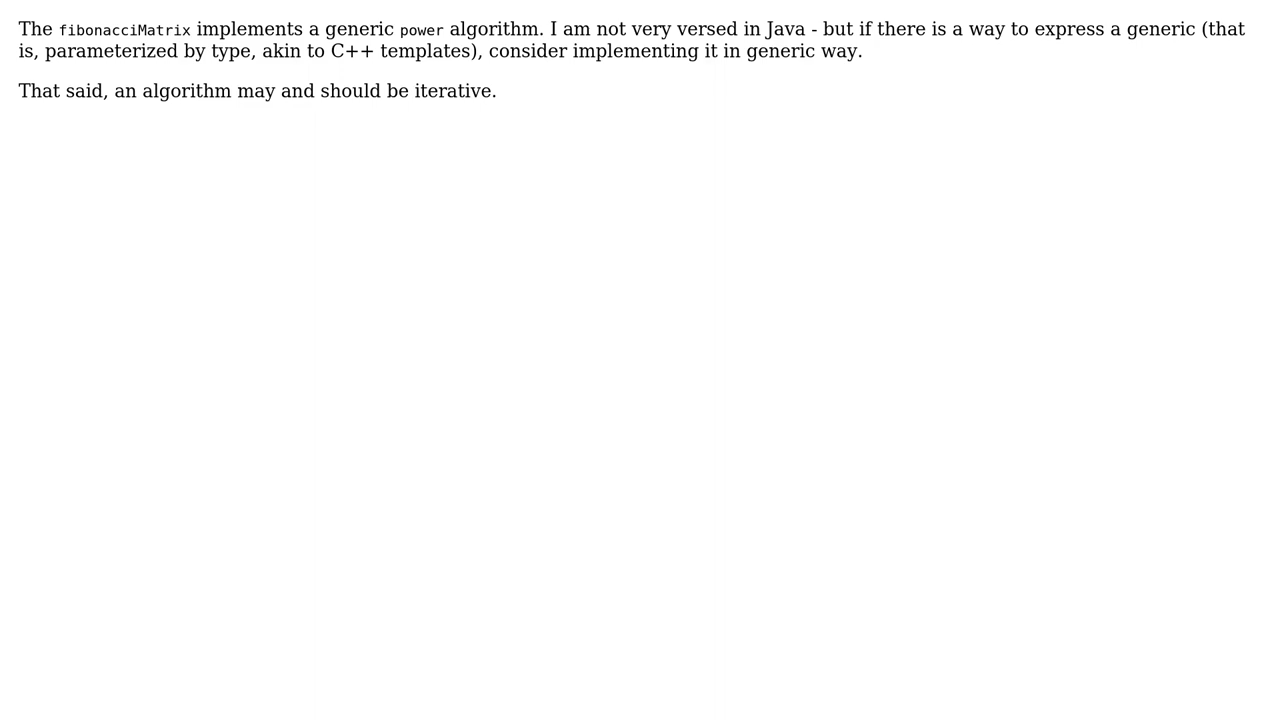 The fibonacciMatrix implements a generic power algorithm. I am not very versed in Java - but if there is a way to express a generic (that
is, parameterized by type, akin to C++ templates), consider implementing it in generic way.
That said, an algorithm may and should be iterative.